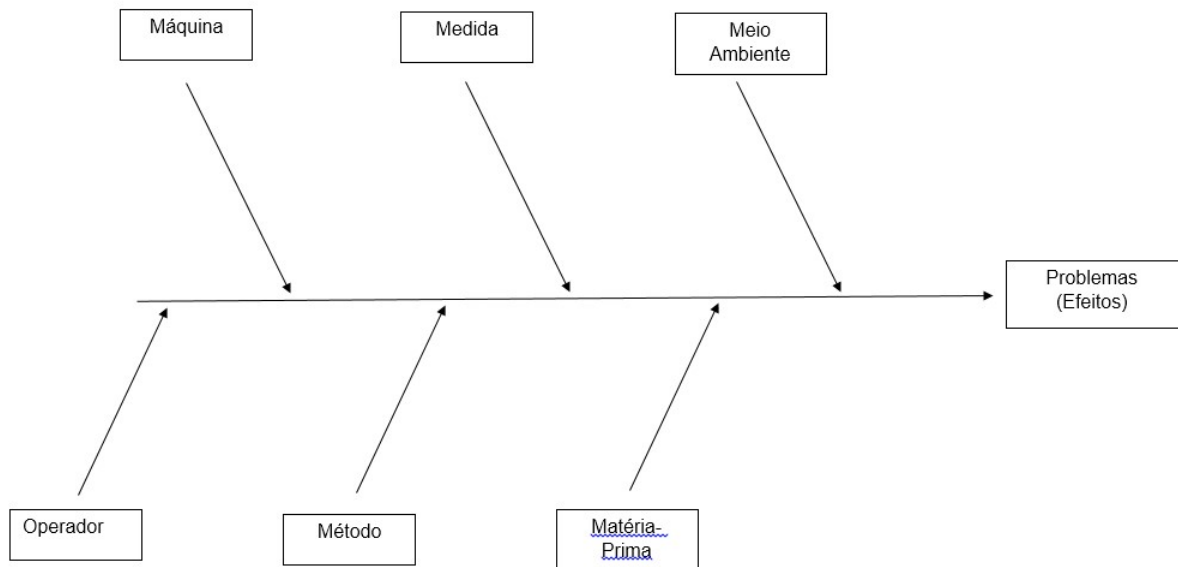 Máquina
Medida
Meio
Ambiente
Problemas
(Efeitos)
Operador
Método
Matéria-
Prima